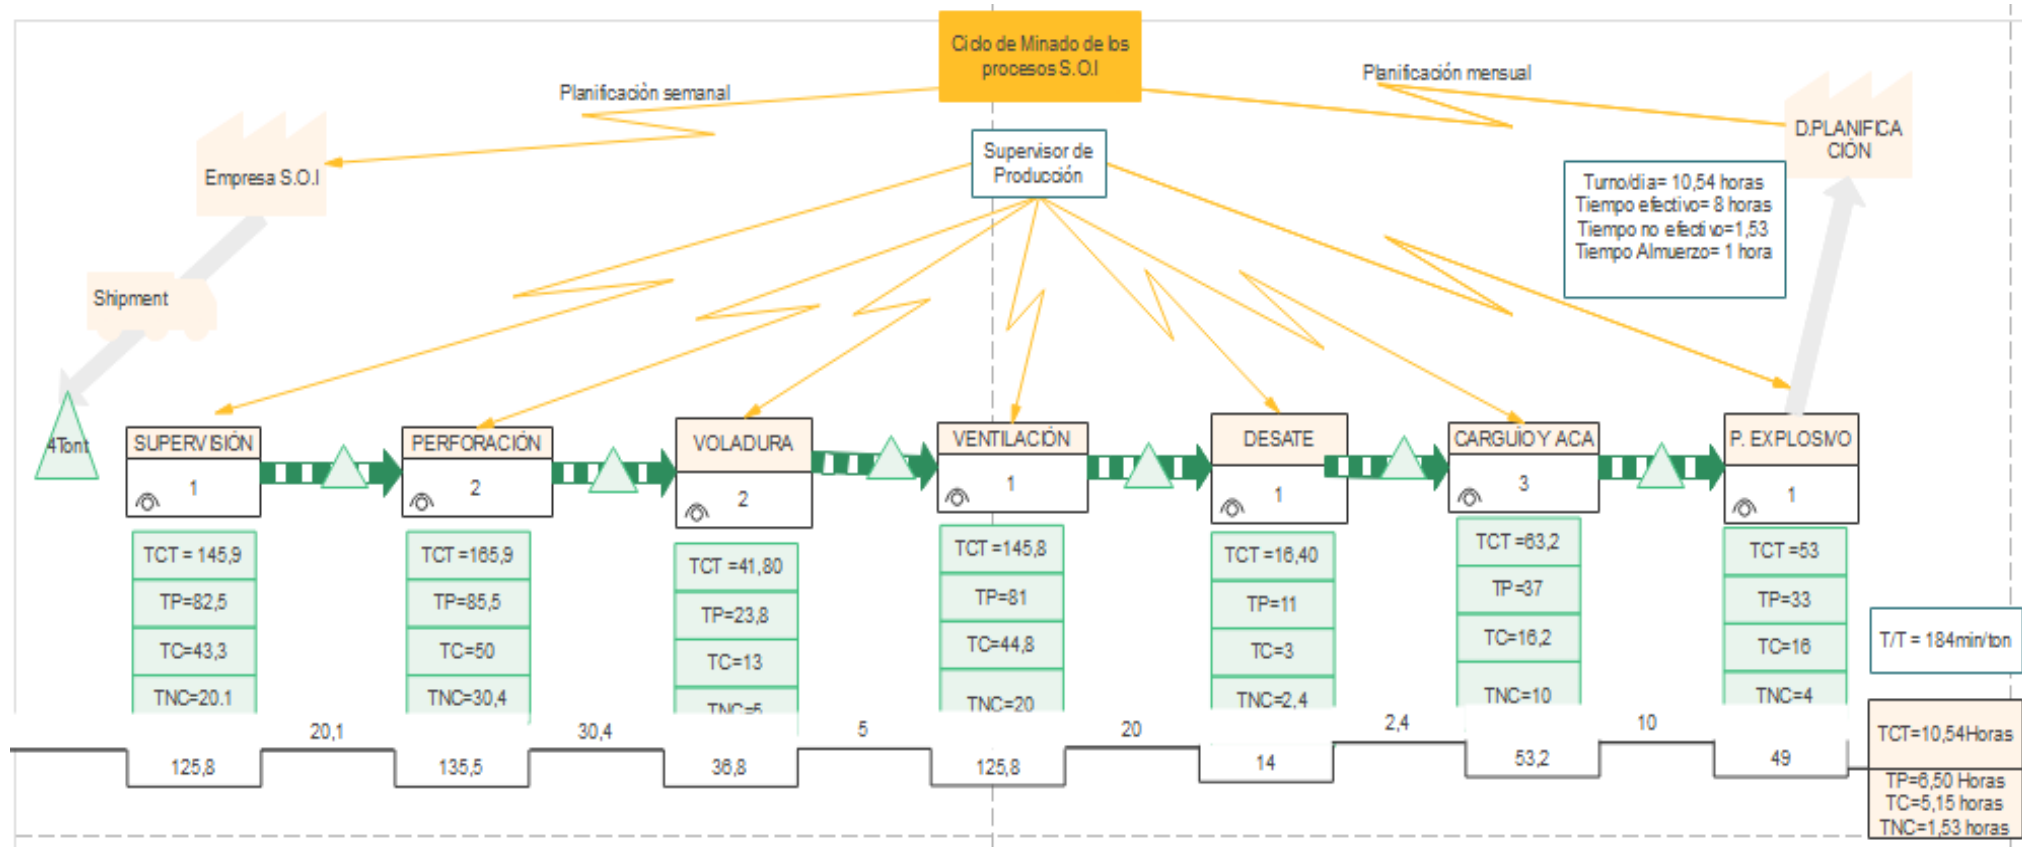 Ciclo de Minado de los
procesos S.O.I
Planificaciòn semanal
Planificación mensual
D.PLANIFICA
CIÓN
Empresa S.O.I
Supervisor de
Producción
Turno/dia= 10,54 horas
Tiempo efectivo= 8 horas
Tiempo no efectivo=1,53
Tiempo Almuerzo= 1 hora
Shipment
4Tont
SUPERVISIÓN
1
PERFORACIÓN
2
VOLADURA
2
VENTILACIÓN
1
DESATE
1
CARGUÍO Y ACA
3
P. EXPLOSIVO
1
TCT = 145,9
TP=82,5
TC=43,3
TNC=20.1
TCT =165,9
TP=85,5
TC=50
TNC=30,4
TCT =41,80
TP=23,8
TC=13
TNC=5
TCT =145,8
TP=81
TC=44,8
TNC=20
TCT =16,40
TP=11
TC=3
TNC=2,4
TCT =63,2
TP=37
TC=16,2
TNC=10
TCT =53
TP=33
TC=16
TNC=4
T/T = 184min/ton
20,1
30,4
5
20
2,4
10
125,8
135,5
36,8
125,8
14
53,2
49
TCT=10,54Horas
TP=6,50 Horas
TC=5,15 horas
TNC=1,53 horas